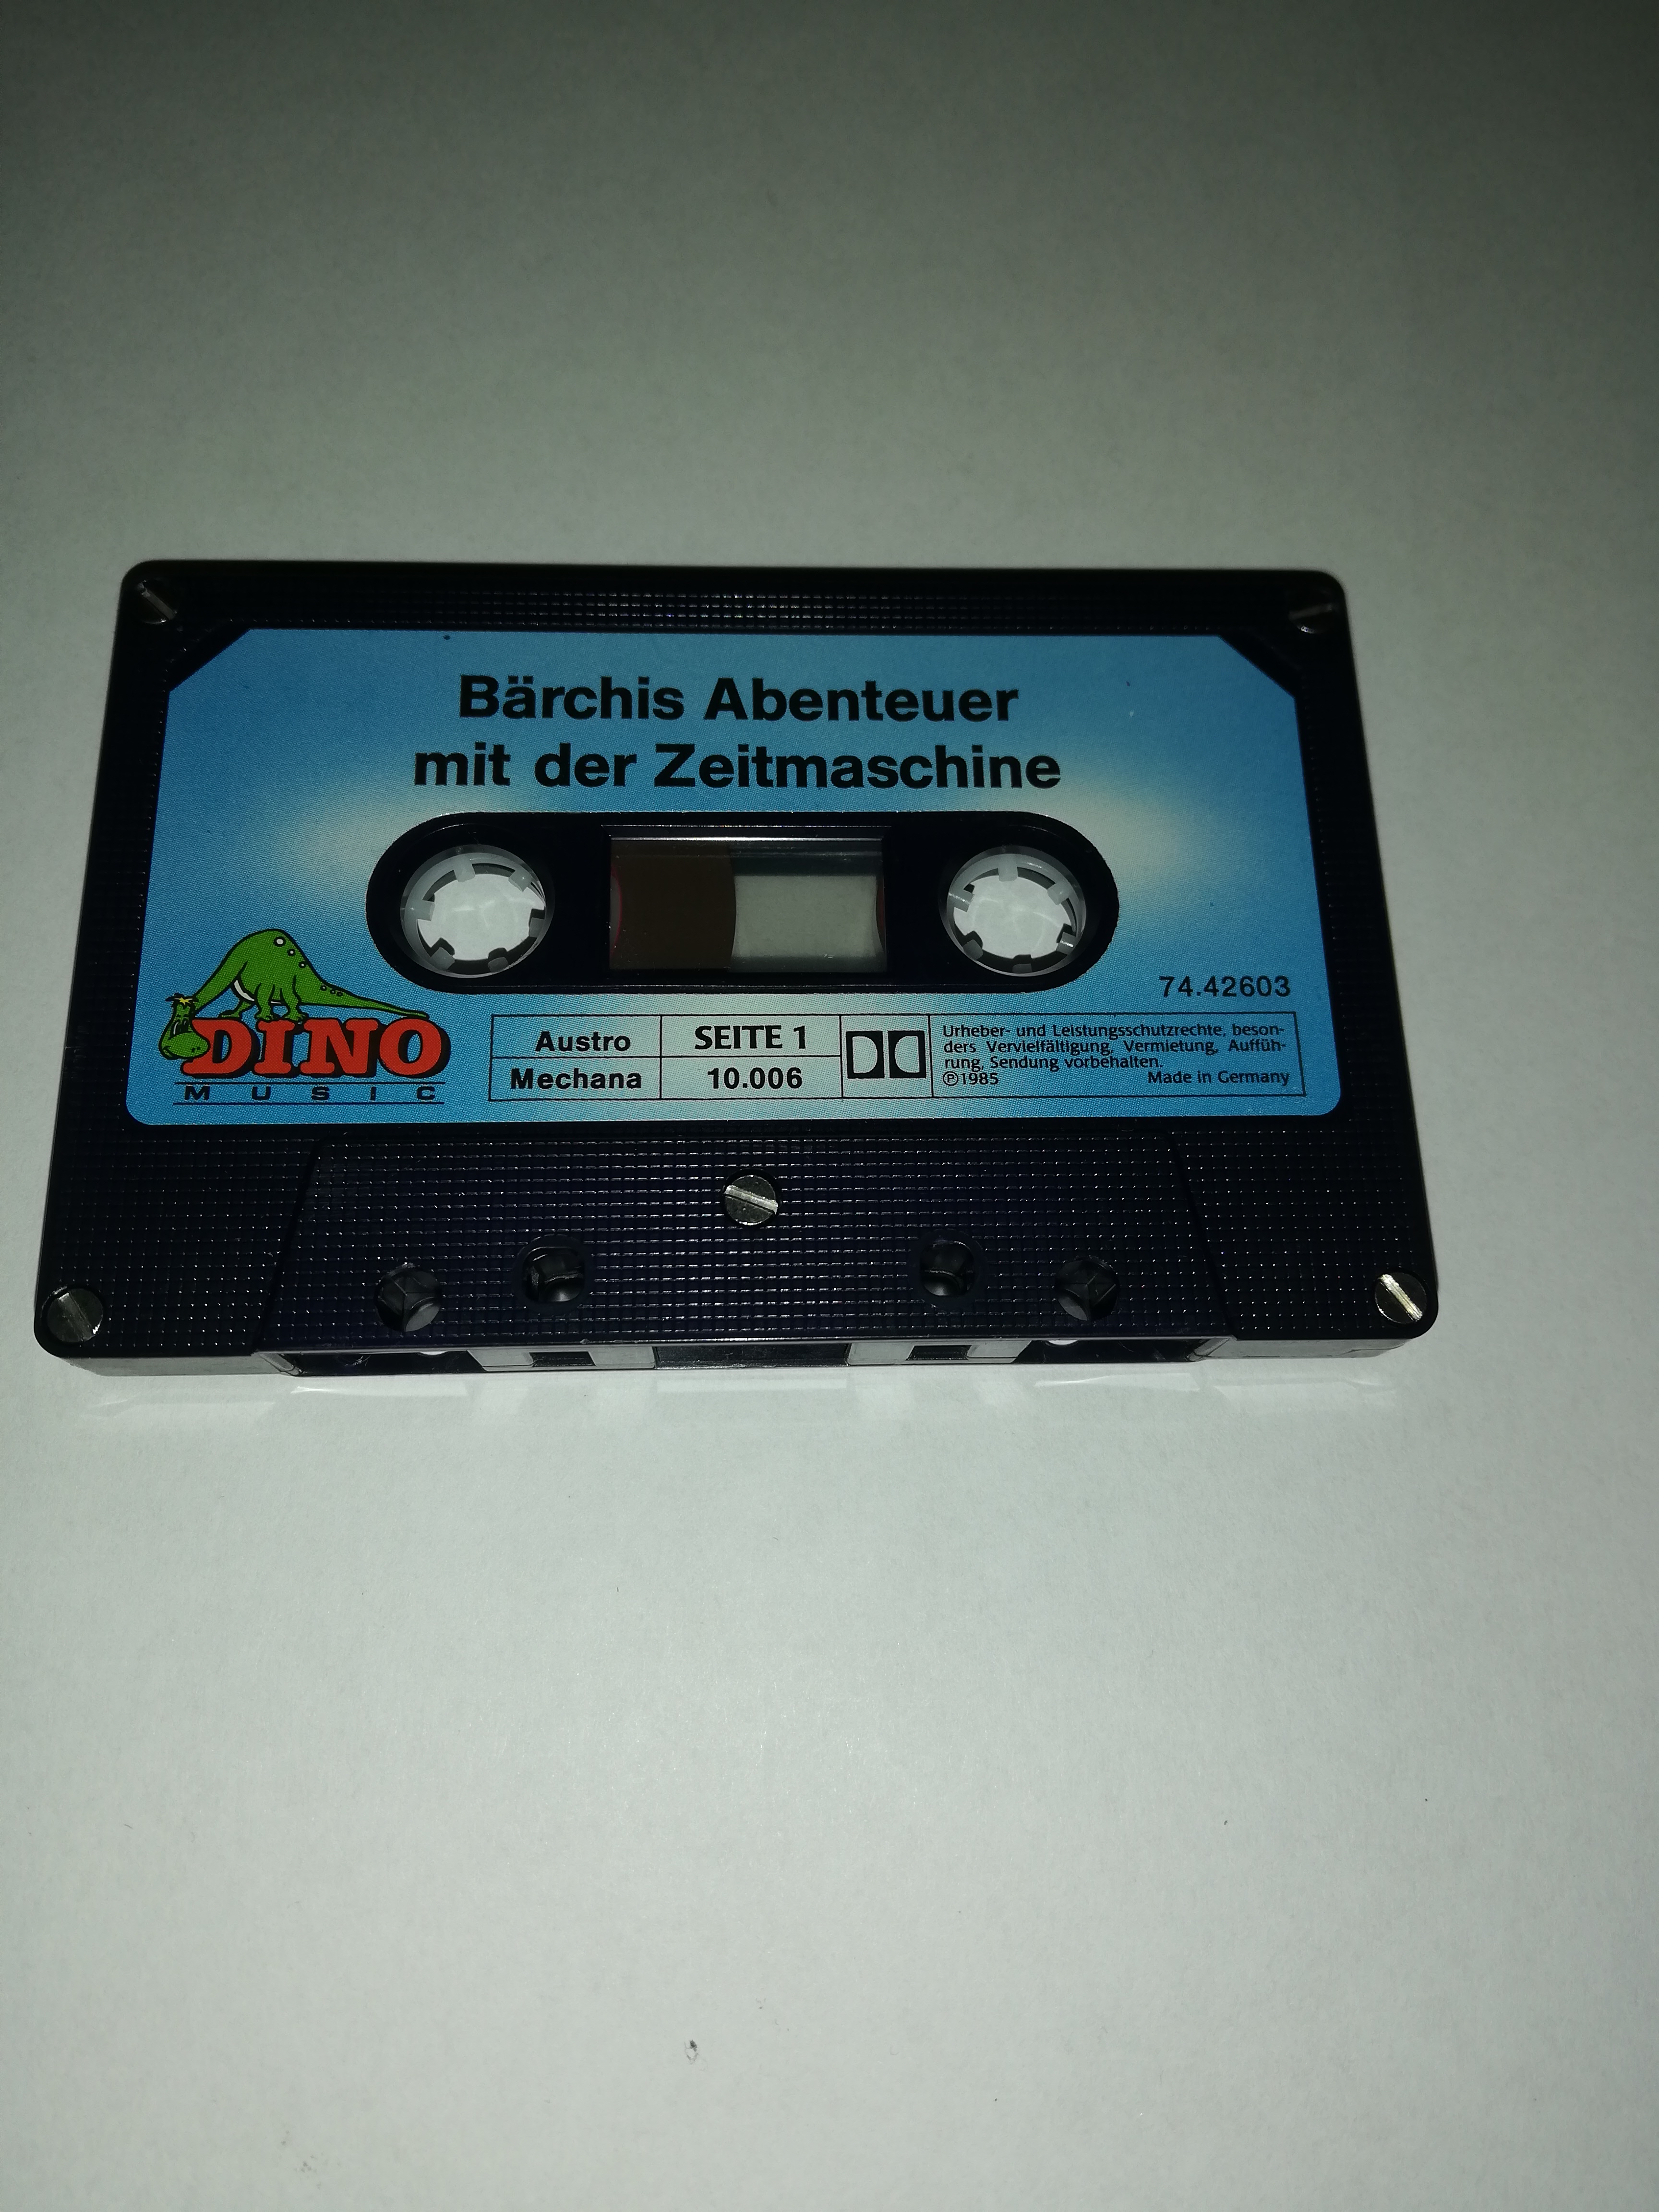 Bärchis Abenteuer
mit der Zeitmaschine
74.42603
DINO
MUSIC
Austro
Mechana
SEITE 1
10.006
Urheber- und Leistungsschutzrechte, beson-
ders Vervielfältigung, Vermietung, Auffüh-
rung, Sendung vorbehalten.
℗1985 Made in Germany